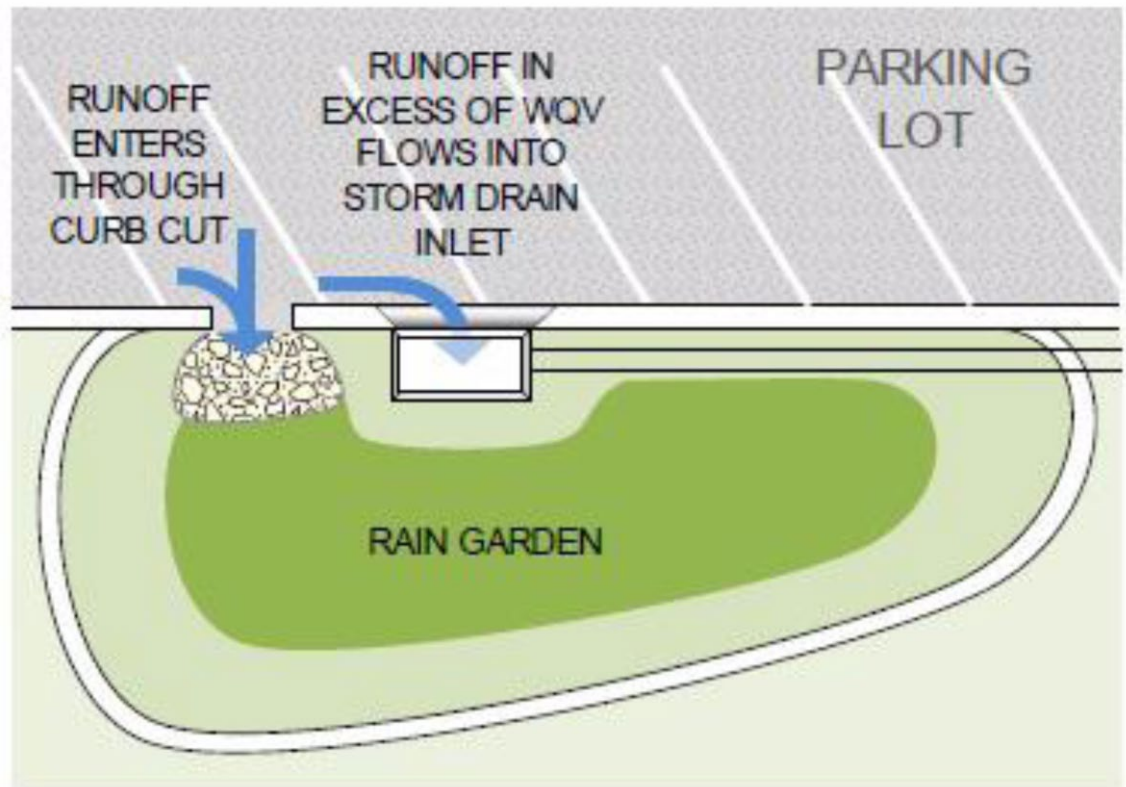 RUNOFF
ENTERS
THROUGH
CURB CUT
RUNOFF IN
EXCESS OF WQV
FLOWS INTO
STORM DRAIN
INLET
PARKING
LOT
RAIN GARDEN